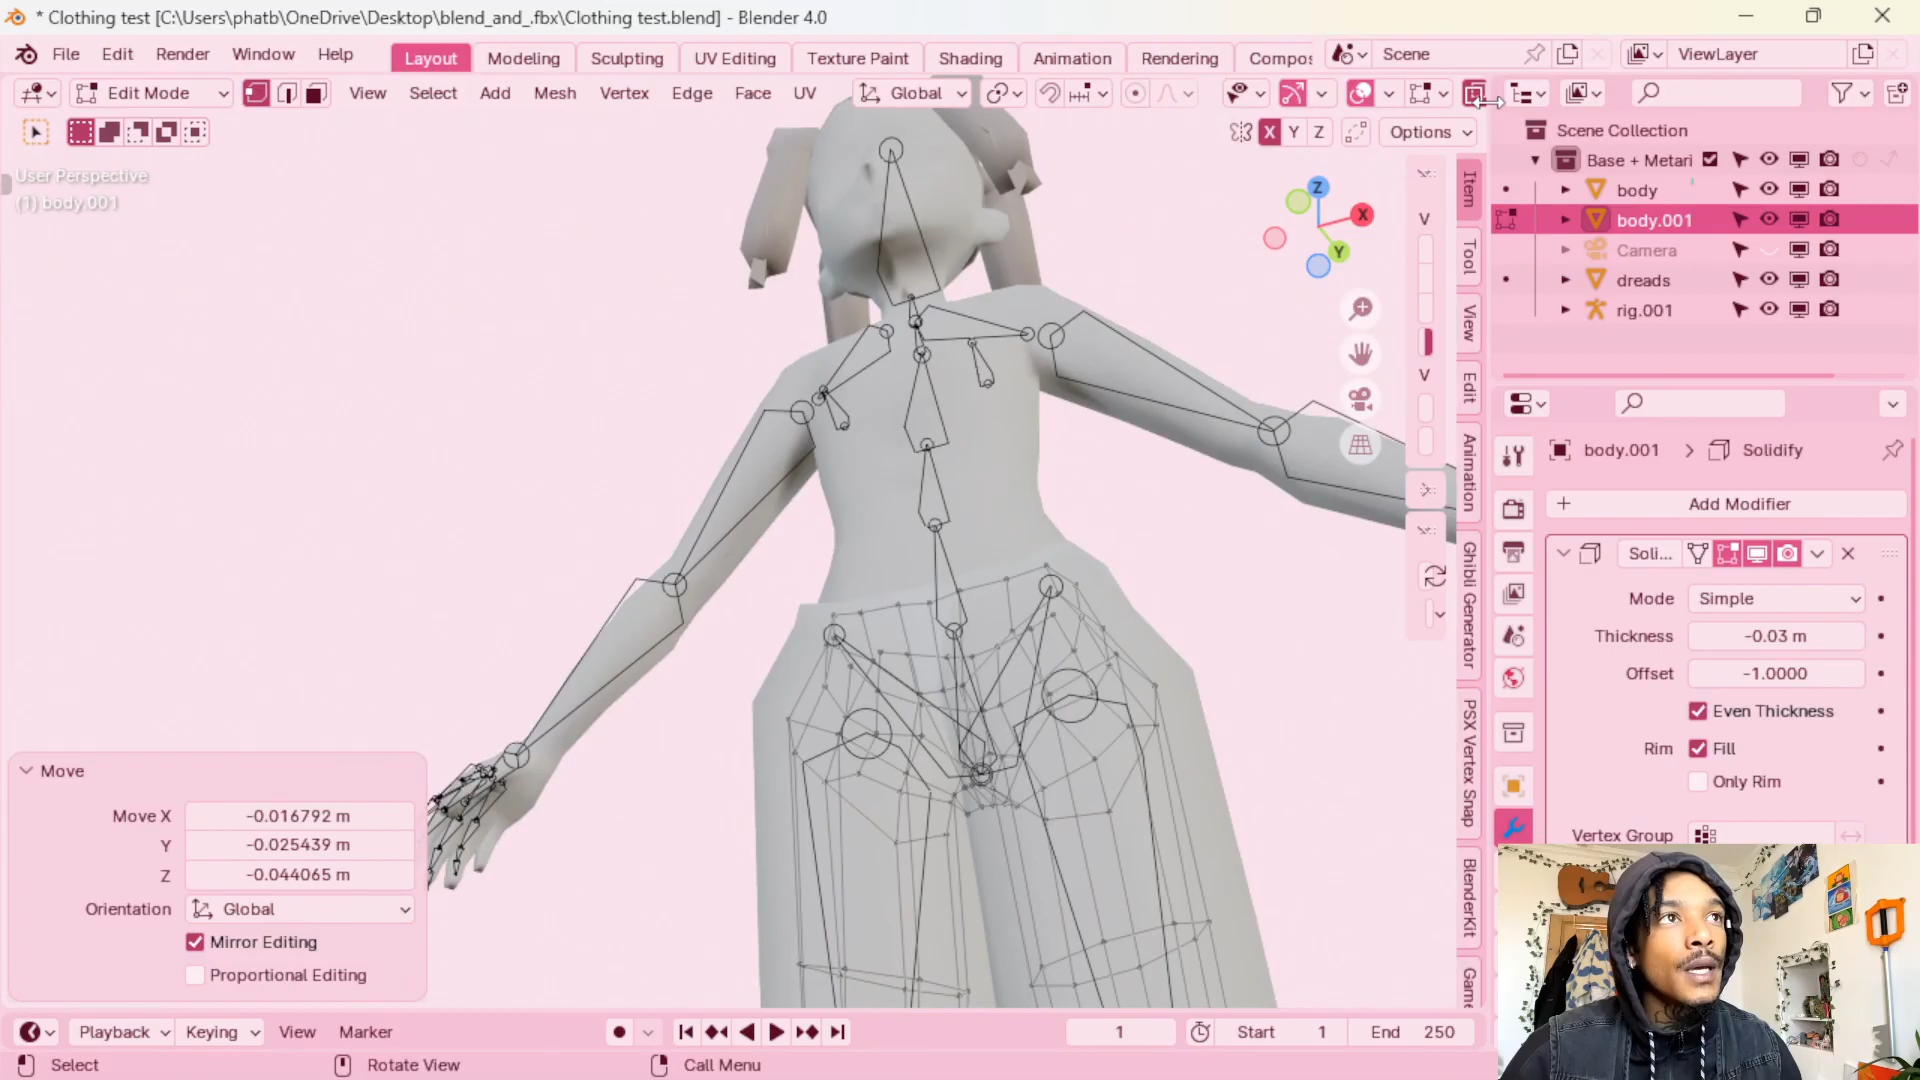 * Clothing test [C:\Users\phatb\OneDrive\Desktop\blend_and_.fbx\Clothing test.blend] - Blender 4.0
File Edit Render Window Help Layout Modeling Sculpting UV Editing Texture Paint Shading Animation Rendering Compos Scene ViewLayer
Edit Mode View Select Add Mesh Vertex Edge Face UV Global
X Y Z Options
User Perspective
(1) body.001
Z
X
Y
Item
Tool
View
Edit
Animation
Ghibli Generator
PSX Vertex Snap
BlenderKit
Game
V
V
Scene Collection
Base + Metari
body
body.001
Camera
dreads
rig.001
body.001 > Solidify
+ Add Modifier
Soli...
Mode Simple
Thickness -0.03 m
Offset -1.0000
Even Thickness
Rim Fill
Only Rim
Vertex Group
Move
Move X -0.016792 m
Y -0.025439 m
Z -0.044065 m
Orientation Global
Mirror Editing
Proportional Editing
Playback Keying View Marker 1 Start 1 End 250
Select Rotate View Call Menu